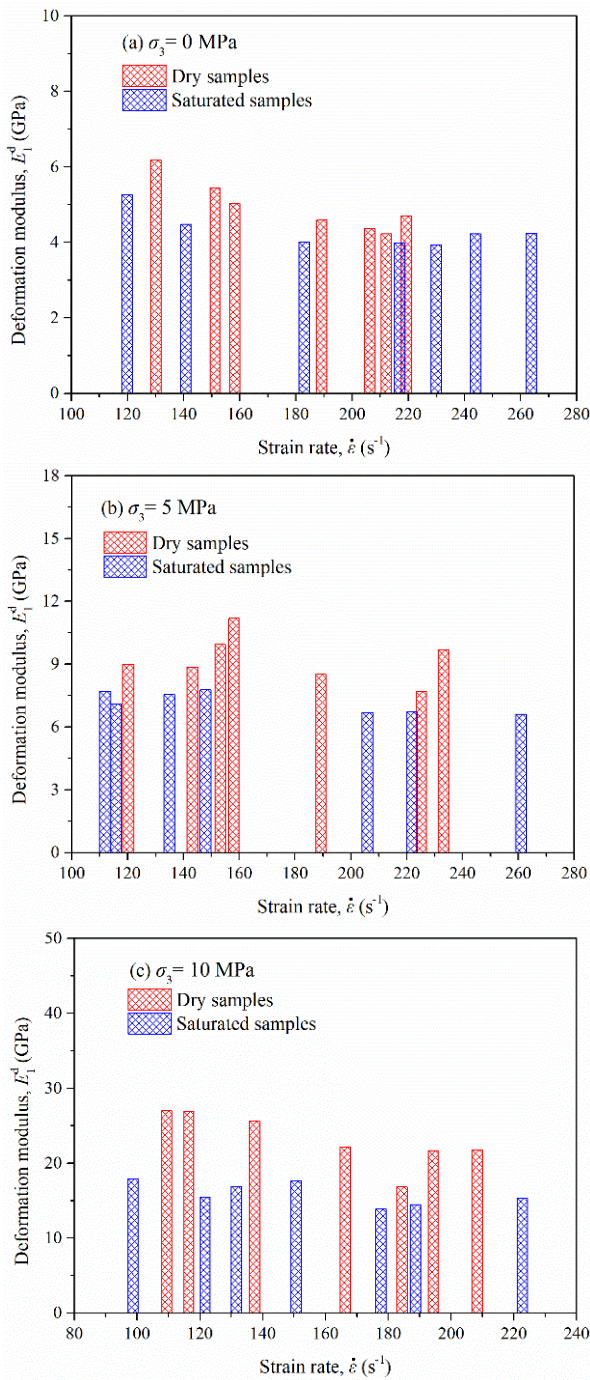 10
8
6
4
2
0
Deformation modulus, E₁ᵈ (GPa)
(a) σ₃= 0 MPa
Dry samples
Saturated samples
100 120 140 160 180 200 220 240 260 280
Strain rate, ε̇ (s⁻¹)
18
15
12
9
6
3
0
Deformation modulus, E₁ᵈ (GPa)
(b) σ₃= 5 MPa
Dry samples
Saturated samples
100 120 140 160 180 200 220 240 260 280
Strain rate, ε̇ (s⁻¹)
50
40
30
20
10
0
Deformation modulus, E₁ᵈ (GPa)
(c) σ₃= 10 MPa
Dry samples
Saturated samples
80 100 120 140 160 180 200 220 240
Strain rate, ε̇ (s⁻¹)